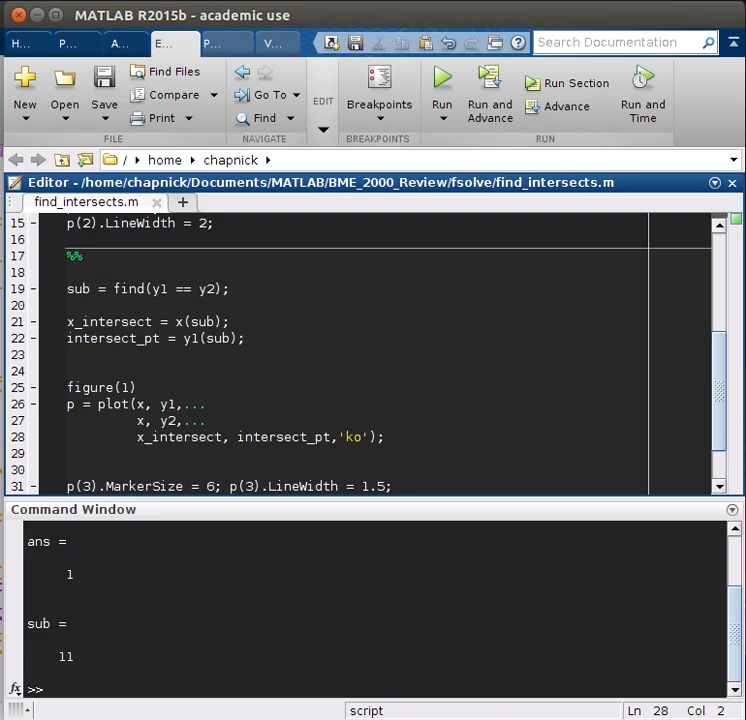 MATLAB R2015b - academic use
H... P... A... E... P... V... Search Documentation
New Open Save Find Files Compare Print Go To Find EDIT Breakpoints Run Run and Advance Run Section Advance Run and Time
FILE NAVIGATE BREAKPOINTS RUN
/ home chapnick
Editor - /home/chapnick/Documents/MATLAB/BME_2000_Review/fsolve/find_intersects.m
find_intersects.m
15 - p(2).LineWidth = 2;
16
17 %%
18
19 - sub = find(y1 == y2);
20
21 - x_intersect = x(sub);
22 - intersect_pt = y1(sub);
23
24
25 - figure(1)
26 - p = plot(x, y1,...
27 x, y2,...
28 x_intersect, intersect_pt,'ko');
29
30
31 - p(3).MarkerSize = 6; p(3).LineWidth = 1.5;
Command Window
ans =
1
sub =
11
fx >>
script Ln 28 Col 2